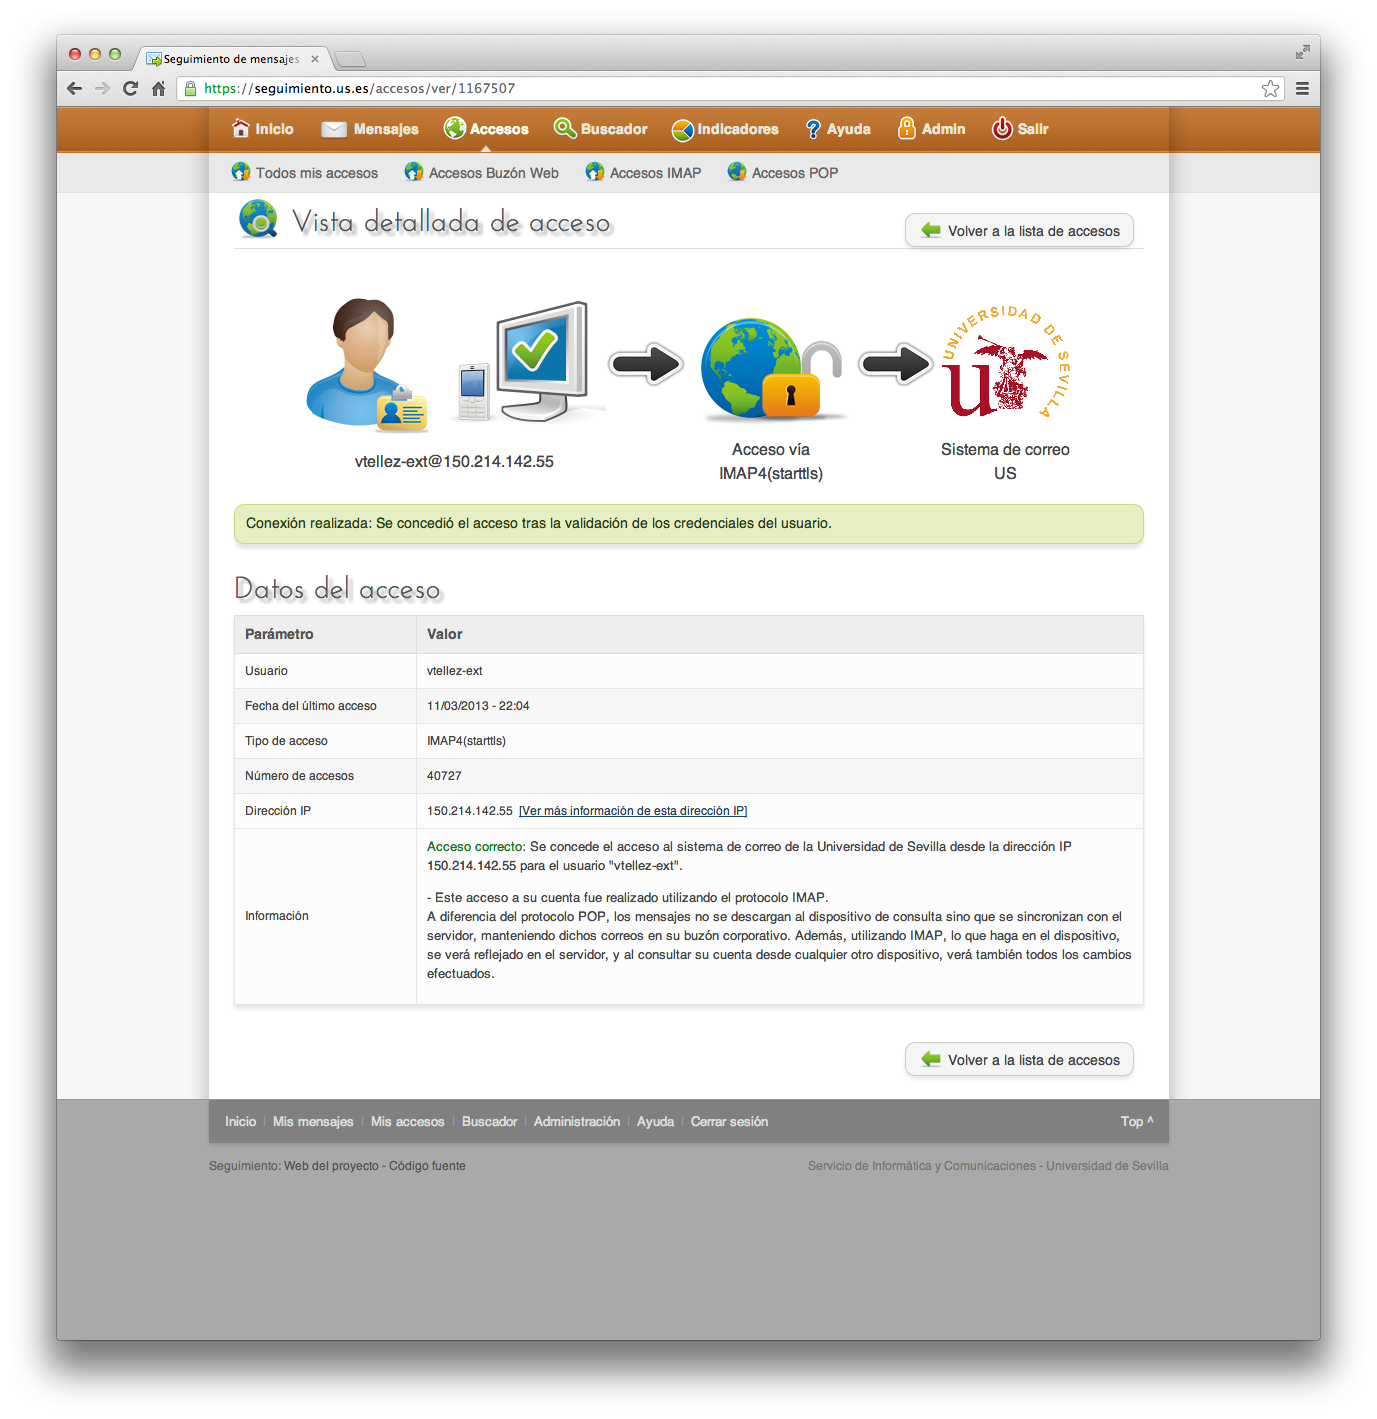 Seguimiento de mensajes
https://seguimiento.us.es/accesos/ver/1167507
Inicio Mensajes Accesos Buscador Indicadores Ayuda Admin Salir
Todos mis accesos Accesos Buzón Web Accesos IMAP Accesos POP
Vista detallada de acceso
Volver a la lista de accesos
UNIVERSIDAD DE SEVILLA
vtellez-ext@150.214.142.55
Acceso vía
IMAP4(starttls)
Sistema de correo
US
Conexión realizada: Se concedió el acceso tras la validación de los credenciales del usuario.
Datos del acceso
Parámetro Valor
Usuario vtellez-ext
Fecha del último acceso 11/03/2013 - 22:04
Tipo de acceso IMAP4(starttls)
Número de accesos 40727
Dirección IP 150.214.142.55 [Ver más información de esta dirección IP]
Información
Acceso correcto: Se concede el acceso al sistema de correo de la Universidad de Sevilla desde la dirección IP
150.214.142.55 para el usuario "vtellez-ext".
- Este acceso a su cuenta fue realizado utilizando el protocolo IMAP.
A diferencia del protocolo POP, los mensajes no se descargan al dispositivo de consulta sino que se sincronizan con el
servidor, manteniendo dichos correos en su buzón corporativo. Además, utilizando IMAP, lo que haga en el dispositivo,
se verá reflejado en el servidor, y al consultar su cuenta desde cualquier otro dispositivo, verá también todos los cambios
efectuados.
Volver a la lista de accesos
Inicio | Mis mensajes | Mis accesos | Buscador | Administración | Ayuda | Cerrar sesión Top ^
Seguimiento: Web del proyecto - Código fuente Servicio de Informática y Comunicaciones - Universidad de Sevilla